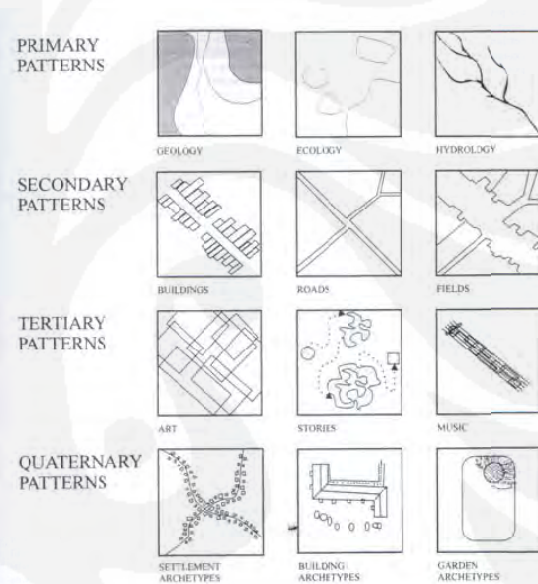 PRIMARY
PATTERNS
GEOLOGY
ECOLOGY
HYDROLOGY
SECONDARY
PATTERNS
BUILDINGS
ROADS
FIELDS
TERTIARY
PATTERNS
ART
STORIES
MUSIC
QUATERNARY
PATTERNS
SETTLEMENT
ARCHETYPES
BUILDING
ARCHETYPES
GARDEN
ARCHETYPES